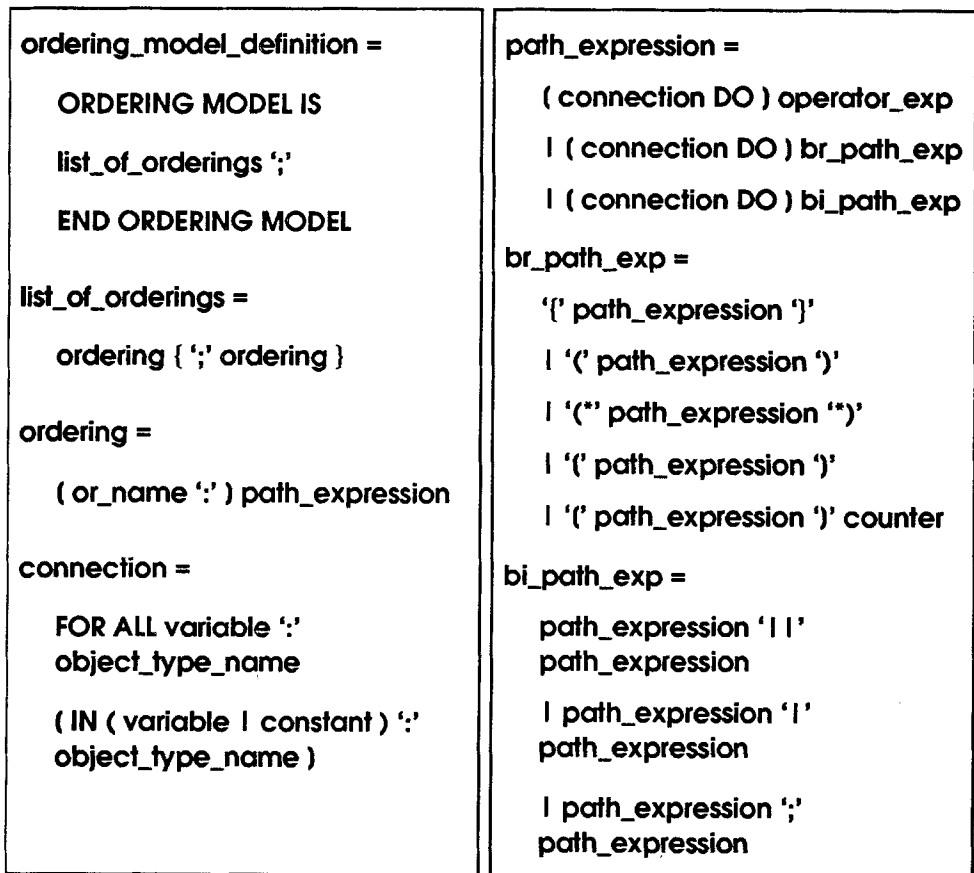 ordering_model_definition =
ORDERING MODEL IS
list_of_orderings ‘;’
END ORDERING MODEL
list_of_orderings =
ordering { ‘;’ ordering }
ordering =
( or_name ‘:’ ) path_expression
connection =
FOR ALL variable ‘:’
object_type_name
( IN ( variable | constant ) ‘:’
object_type_name )
path_expression =
( connection DO ) operator_exp
| ( connection DO ) br_path_exp
| ( connection DO ) bi_path_exp
br_path_exp =
‘{’ path_expression ‘}’
| ‘(’ path_expression ‘)’
| ‘(*’ path_expression ‘*)’
| ‘(’ path_expression ‘)’
| ‘(’ path_expression ‘)’ counter
bi_path_exp =
path_expression ‘||’
path_expression
| path_expression ‘|’
path_expression
| path_expression ‘;’
path_expression